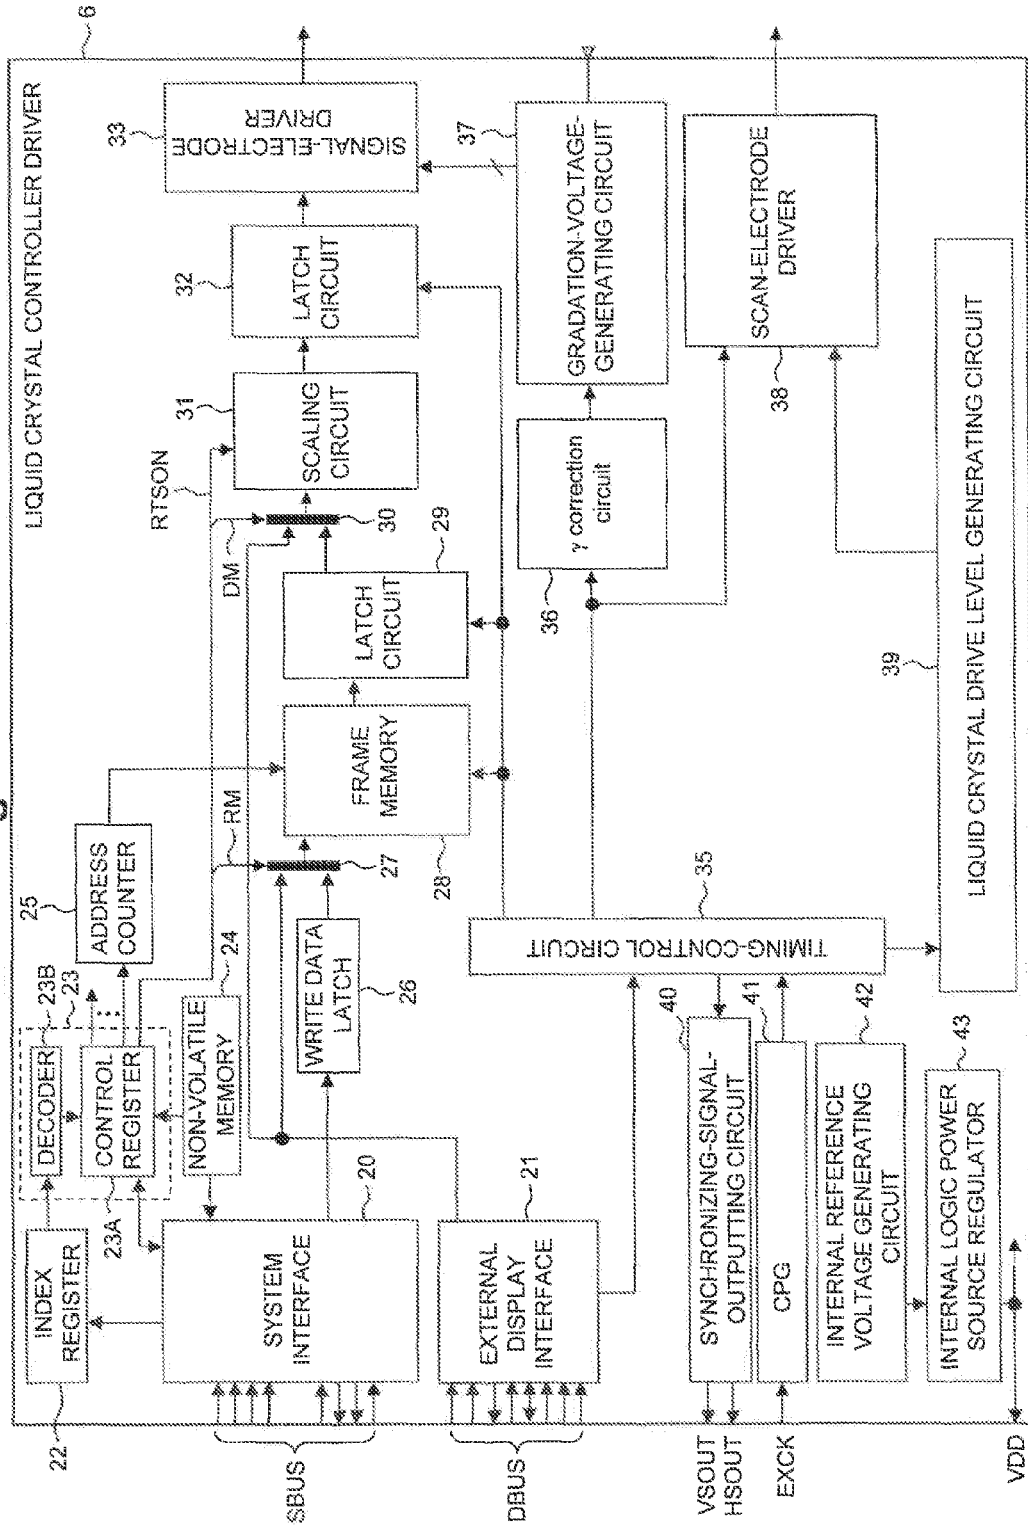 6
LIQUID CRYSTAL CONTROLLER DRIVER
22
INDEX
REGISTER
DECODER
23B
23
CONTROL
REGISTER
23A
25
ADDRESS
COUNTER
NON-VOLATILE
MEMORY
24
RTSON
RM
DM
SBUS
SYSTEM
INTERFACE
20
WRITE DATA
LATCH
26
27
FRAME
MEMORY
28
LATCH
CIRCUIT
29
30
SCALING
CIRCUIT
31
LATCH
CIRCUIT
32
SIGNAL-ELECTRODE
DRIVER
33
DBUS
EXTERNAL
DISPLAY
INTERFACE
21
TIMING-CONTROL CIRCUIT
35
γ correction
circuit
36
GRADATION-VOLTAGE-
GENERATING CIRCUIT
37
SCAN-ELECTRODE
DRIVER
38
LIQUID CRYSTAL DRIVE LEVEL GENERATING CIRCUIT
39
VSOUT
HSOUT
SYNCHRONIZING-SIGNAL-
OUTPUTTING CIRCUIT
40
EXCK
CPG
41
INTERNAL REFERENCE
VOLTAGE GENERATING
CIRCUIT
42
INTERNAL LOGIC POWER
SOURCE REGULATOR
43
VDD